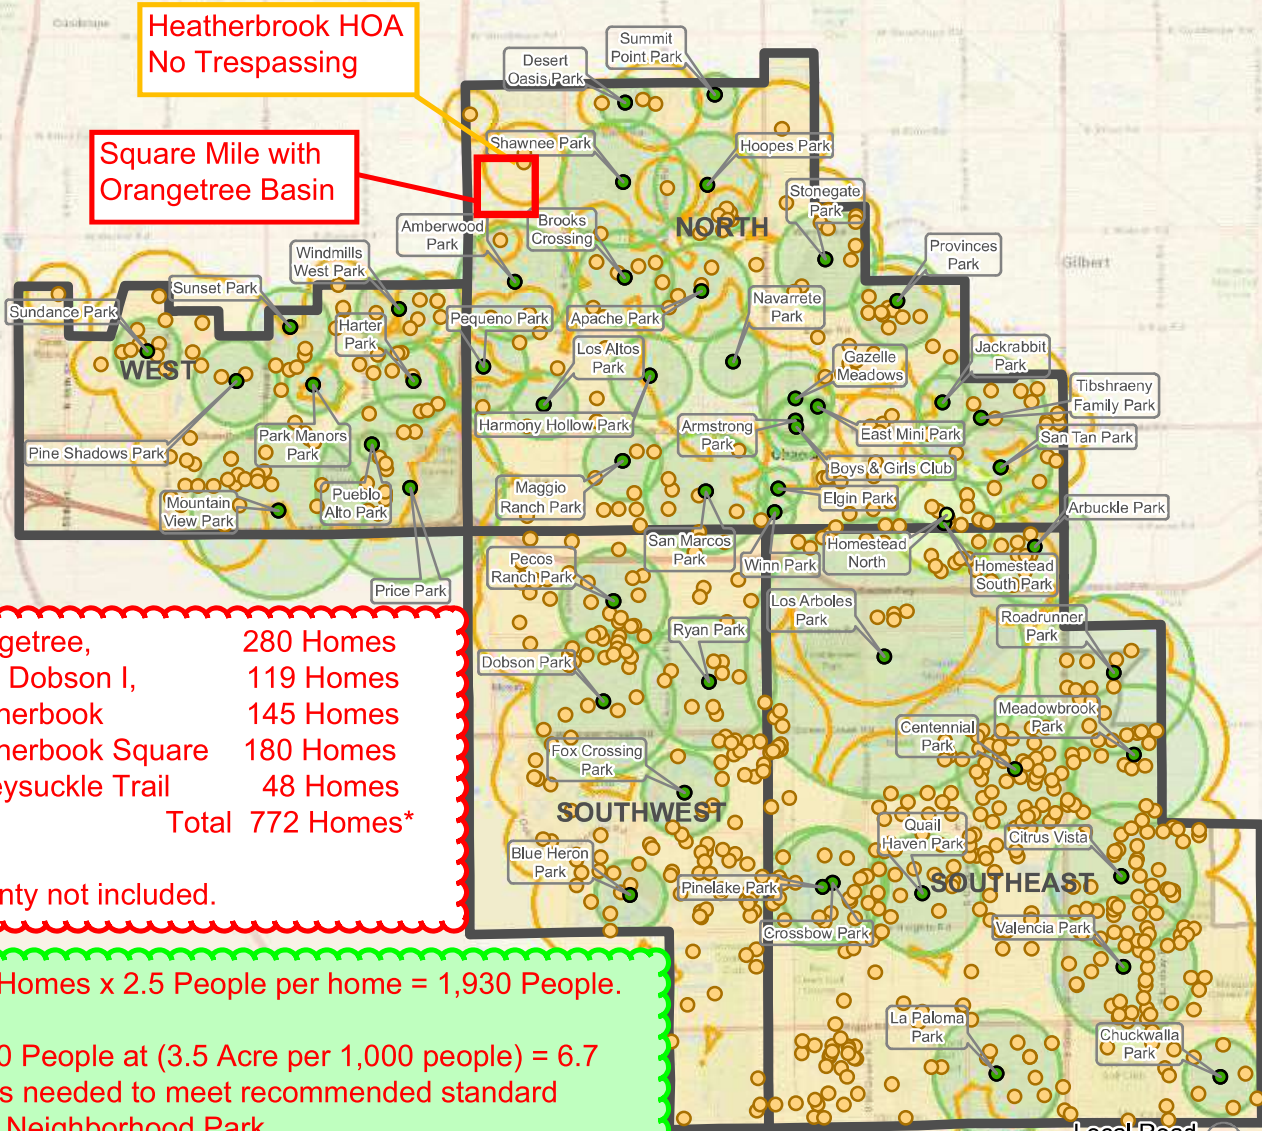 Heatherbrook HOA
No Trespassing
Square Mile with
Orangetree Basin
Summit
Point Park
Desert
Oasis Park
Shawnee Park
Hoopes Park
Stonegate
Park
NORTH
Amberwood
Park
Brooks
Crossing
Provinces
Park
Gilbert
Windmills
West Park
Sunset Park
Sundance Park
Harter
Park
Pequeno Park
Apache Park
Navarrete
Park
WEST
Los Altos
Park
Gazelle
Meadows
Jackrabbit
Park
Tibshraeny
Family Park
Harmony Hollow Park
Armstrong
Park
East Mini Park
San Tan Park
Pine Shadows Park
Park Manors
Park
Boys & Girls Club
Maggio
Ranch Park
Elgin Park
Mountain
View Park
Pueblo
Alto Park
Arbuckle Park
San Marcos
Park
Winn Park
Homestead
North
Homestead
South Park
Pecos
Ranch Park
Price Park
Los Arboles
Park
Roadrunner
Park
Ryan Park
Dobson Park
Meadowbrook
Park
Centennial
Park
Fox Crossing
Park
SOUTHWEST
Quail
Haven Park
Citrus Vista
Blue Heron
Park
Pinelake Park
SOUTHEAST
Crossbow Park
Valencia Park
La Paloma
Park
Chuckwalla
Park
getree, 280 Homes
Dobson I, 119 Homes
herbook 145 Homes
herbook Square 180 Homes
eysuckle Trail 48 Homes
Total 772 Homes*
nty not included.
Homes x 2.5 People per home = 1,930 People.
0 People at (3.5 Acre per 1,000 people) = 6.7
s needed to meet recommended standard
Neighborhood Park
Local Road